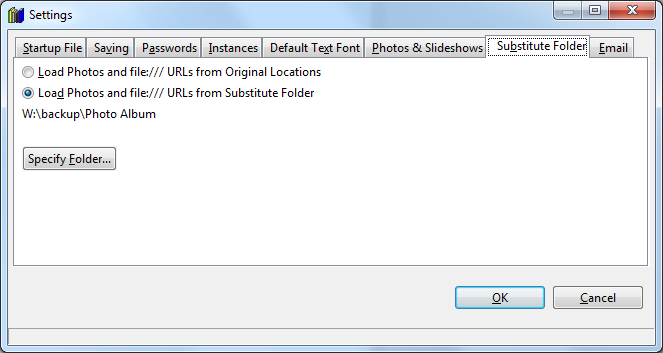 Settings
Startup File Saving Passwords Instances Default Text Font Photos & Slideshows Substitute Folder Email
Load Photos and file:/// URLs from Original Locations
Load Photos and file:/// URLs from Substitute Folder
W:\backup\Photo Album
Specify Folder...
OK Cancel